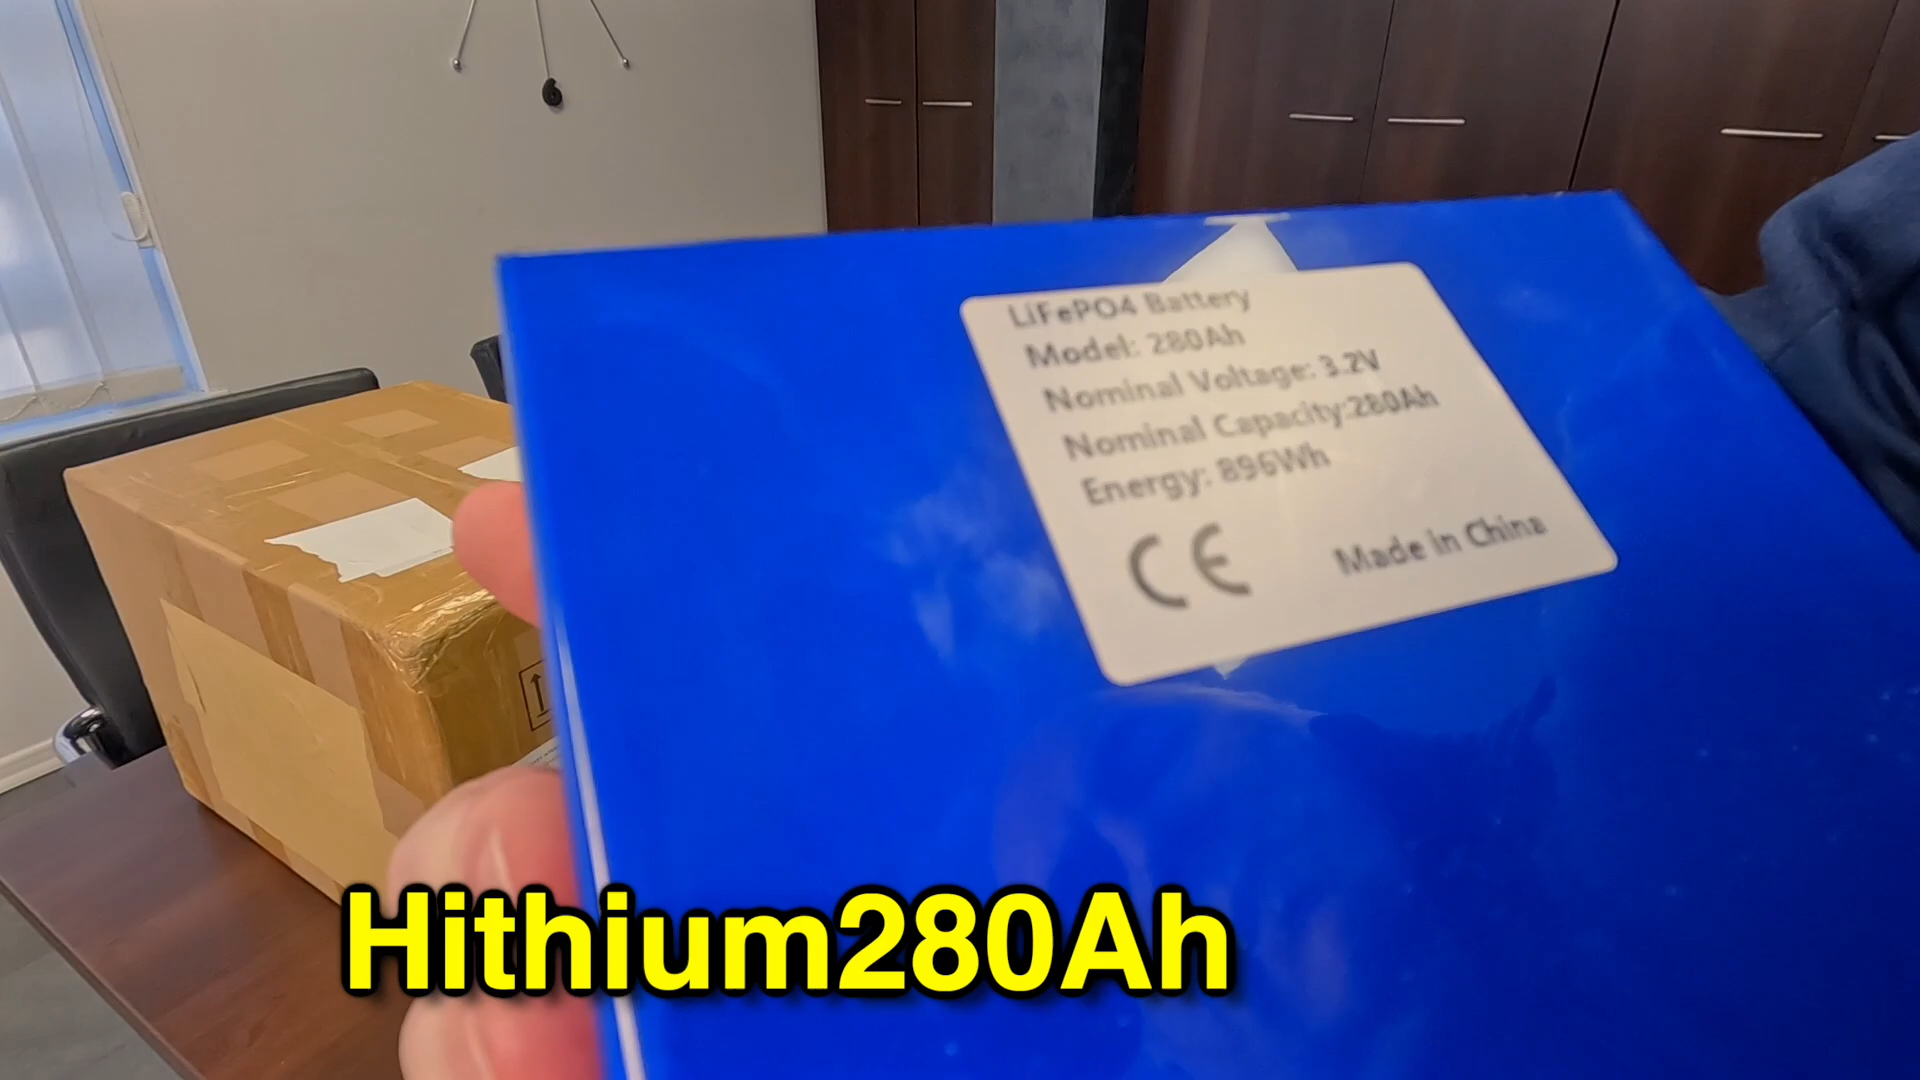 LiFePO4 Battery
Model: 280Ah
Nominal Voltage: 3.2V
Nominal Capacity:280Ah
Energy: 896Wh
CE
Made in China
Hithium280Ah